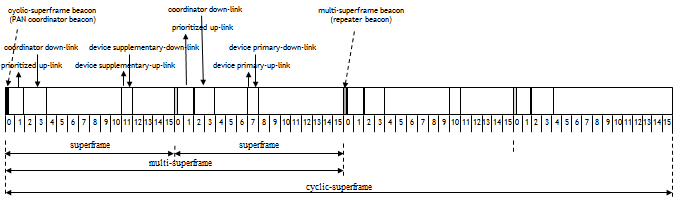 cyclic-superframe beacon
(PAN coordinator beacon)
coordinator down-link
multi-superframe beacon
(repeater beacon)
prioritized up-link
coordinator down-link
device supplementary-down-link
device primary-down-link
prioritized up-link
device supplementary-up-link
device primary-up-link
0 1 2 3 4 5 6 7 8 9 10 11 12 13 14 15 0 1 2 3 4 5 6 7 8 9 10 11 12 13 14 15 0 1 2 3 4 5 6 7 8 9 10 11 12 13 14 15 0 1 2 3 4 5 6 7 8 9 10 11 12 13 14 15
superframe
superframe
multi-superframe
cyclic-superframe